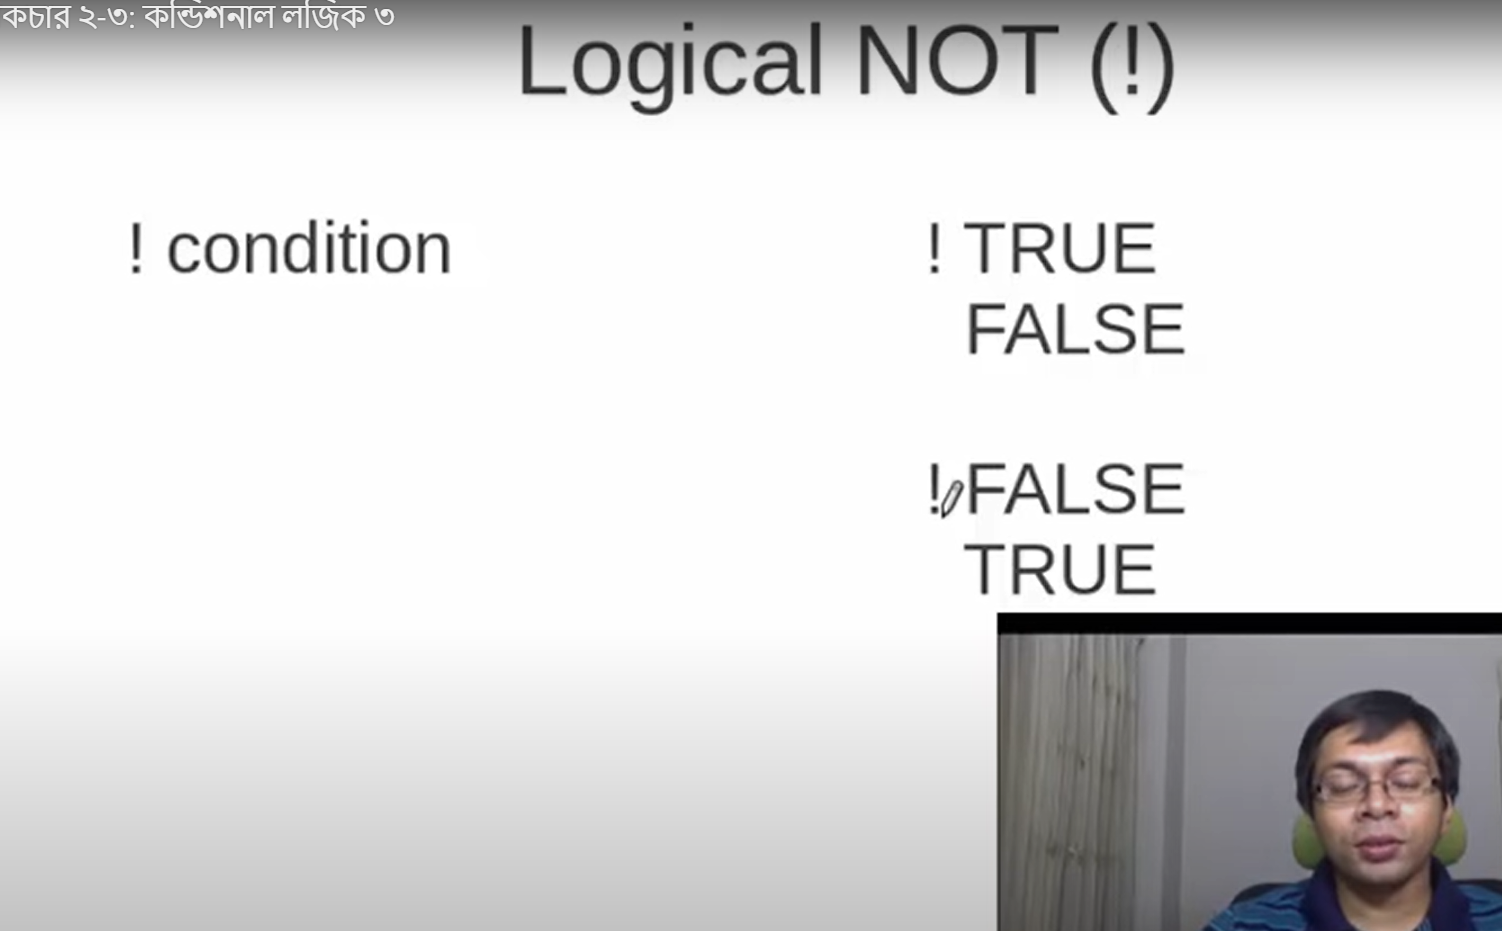 কচার ২-৩: কন্ডিশনাল লজিক ৩
Logical NOT (!)
! condition
! TRUE
FALSE
! FALSE
TRUE